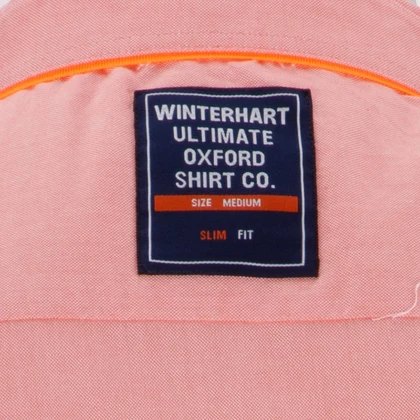 WINTERHART
ULTIMATE
OXFORD
SHIRT CO.
SIZE MEDIUM
SLIM FIT